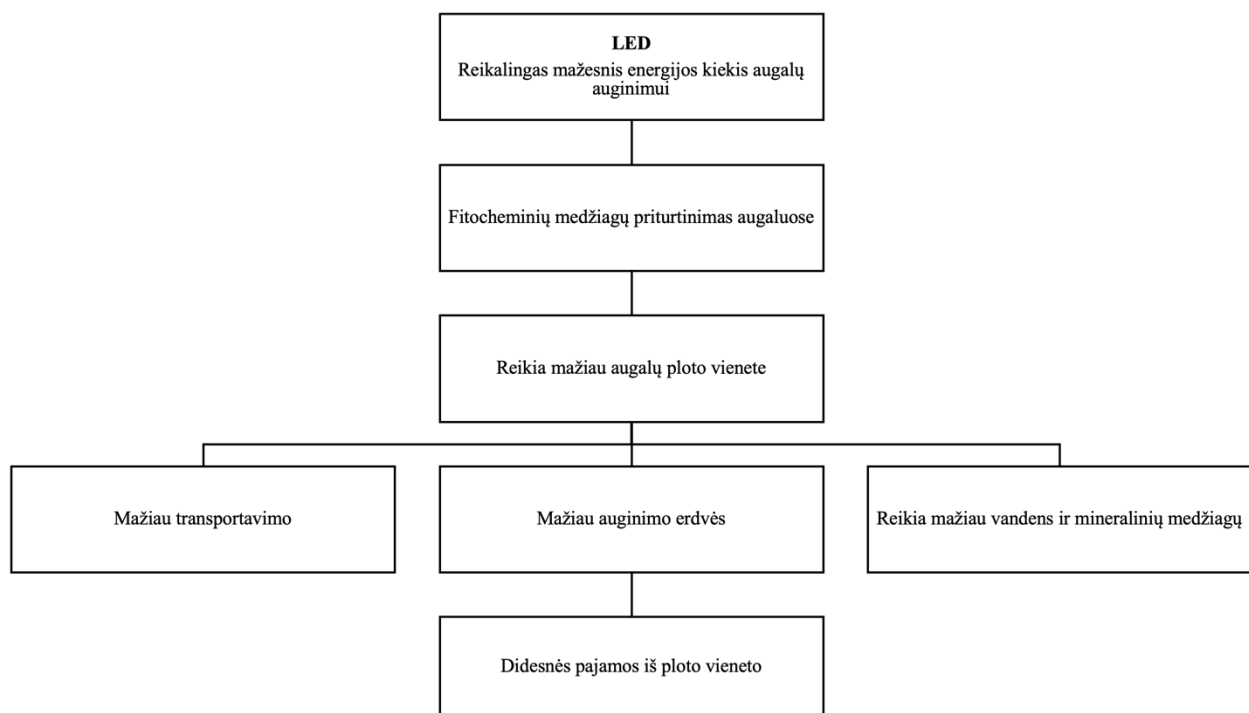 LED
Reikalingas mažesnis energijos kiekis augalų
auginimui
Fitocheminių medžiagų priturtinimas augaluose
Reikia mažiau augalų ploto vienete
Mažiau transportavimo
Mažiau auginimo erdvės
Reikia mažiau vandens ir mineralinių medžiagų
Didesnės pajamos iš ploto vieneto